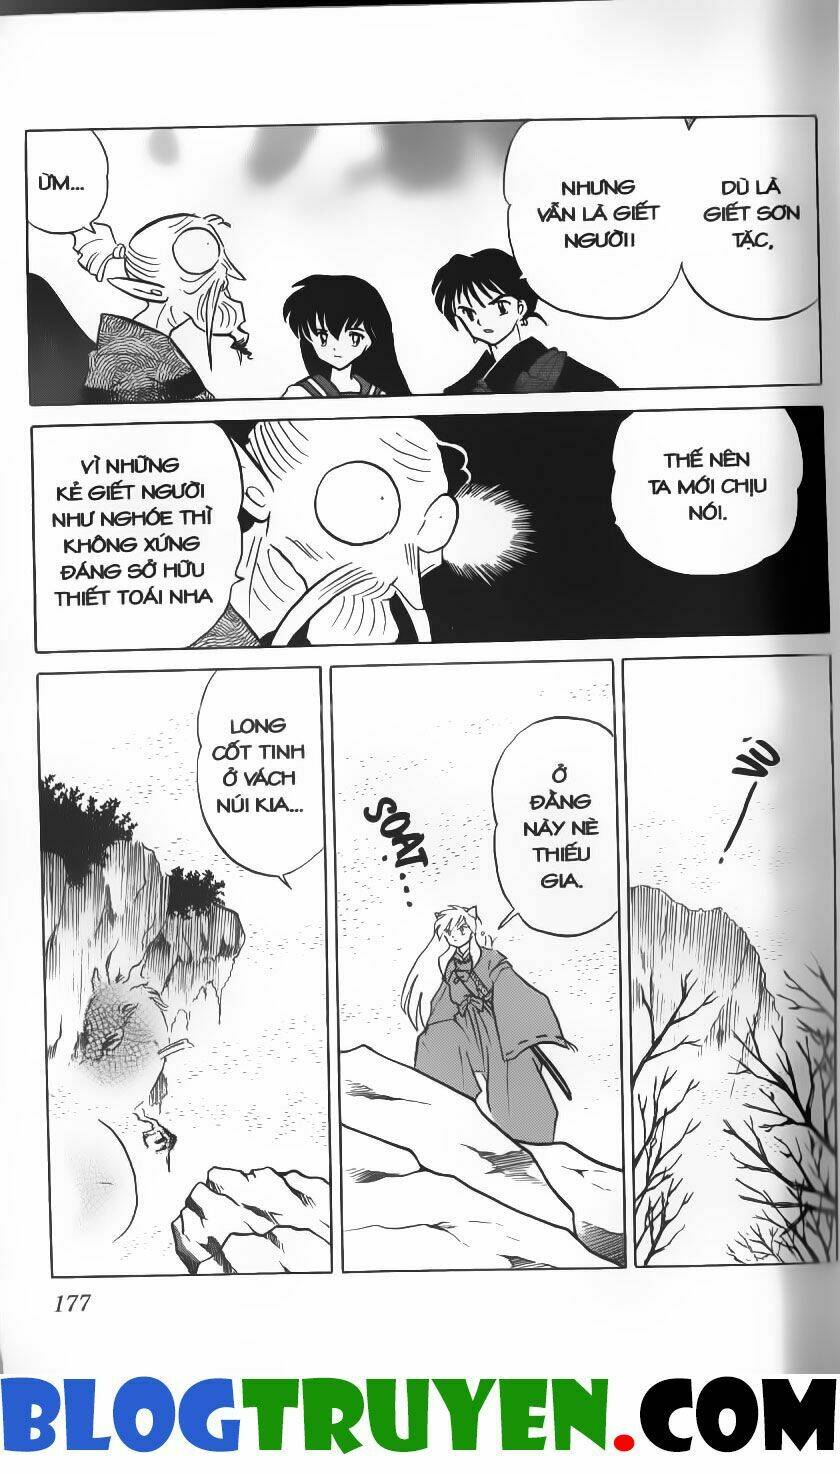 DÙ LÀ
GIẾT SƠN
TẶC,
NHƯNG
VẪN LÀ GIẾT
NGƯỜI!
ỪM...
THẾ NÊN
TA MỚI CHỊU
NÓI.
VÌ NHỮNG
KẺ GIẾT NGƯỜI
NHƯ NGHÓE THÌ
KHÔNG XỨNG
ĐÁNG SỞ HỮU
THIẾT TOÁI NHA
VÙ
Ở
ĐẰNG
NÀY NÈ
THIẾU
GIA.
SOẠT...
LONG
CỐT TINH
Ở VÁCH
NÚI KIA...
177
BLOGTRUYEN.COM